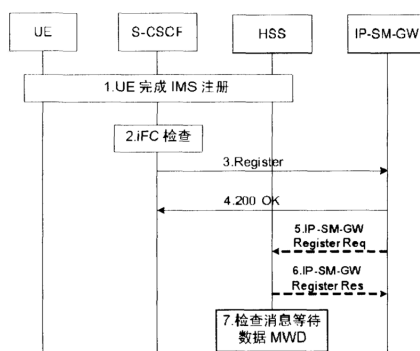 UE
S-CSCF
HSS
IP-SM-GW
1.UE 完成 IMS 注册
2.iFC 检查
3.Register
4.200 OK
5.IP-SM-GW
Register Req
6.IP-SM-GW
Register Res
7.检查消息等待
数据 MWD